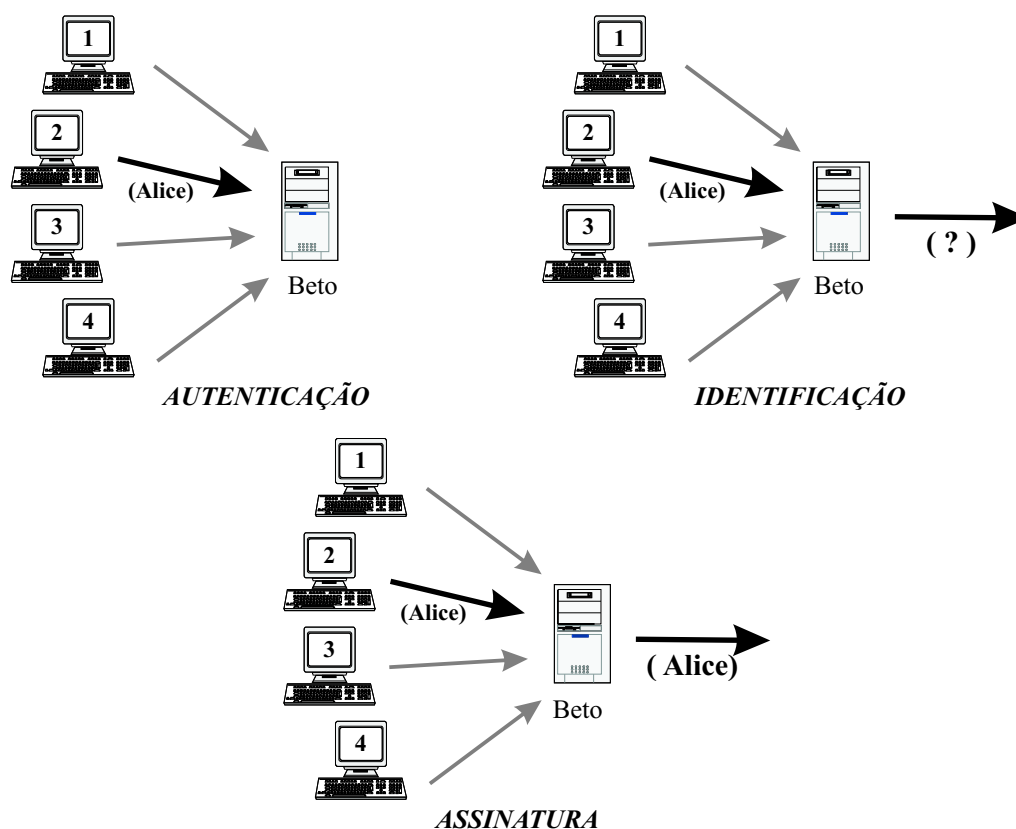 1
2
(Alice)
3
Beto
4
AUTENTICAÇÃO
1
2
(Alice)
3
( ? )
Beto
4
IDENTIFICAÇÃO
1
2
(Alice)
3
( Alice)
Beto
4
ASSINATURA